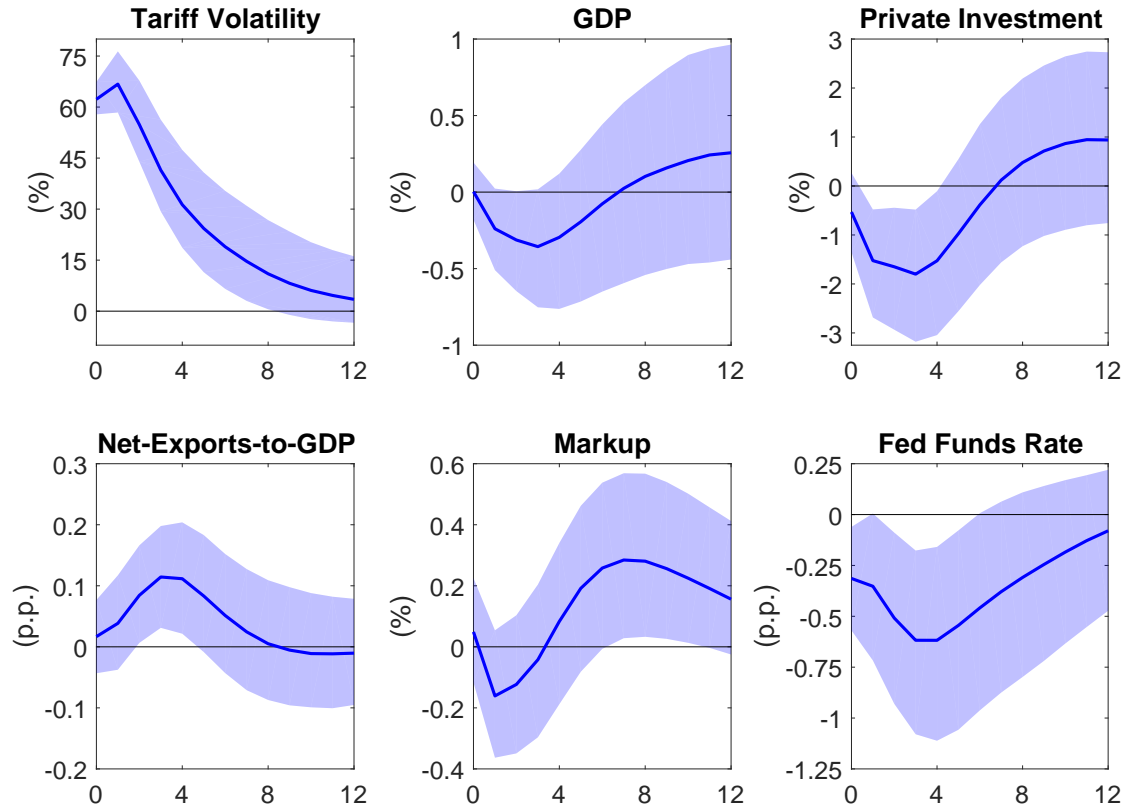 Tariff Volatility
75
60
45
30
15
0
(%)
0 4 8 12
GDP
1
0.5
0
-0.5
-1
(%)
0 4 8 12
Private Investment
3
2
1
0
-1
-2
-3
(%)
0 4 8 12
Net-Exports-to-GDP
0.3
0.2
0.1
0
-0.1
-0.2
(p.p.)
0 4 8 12
Markup
0.6
0.4
0.2
0
-0.2
-0.4
(%)
0 4 8 12
Fed Funds Rate
0.25
0
-0.25
-0.5
-0.75
-1
-1.25
(p.p.)
0 4 8 12